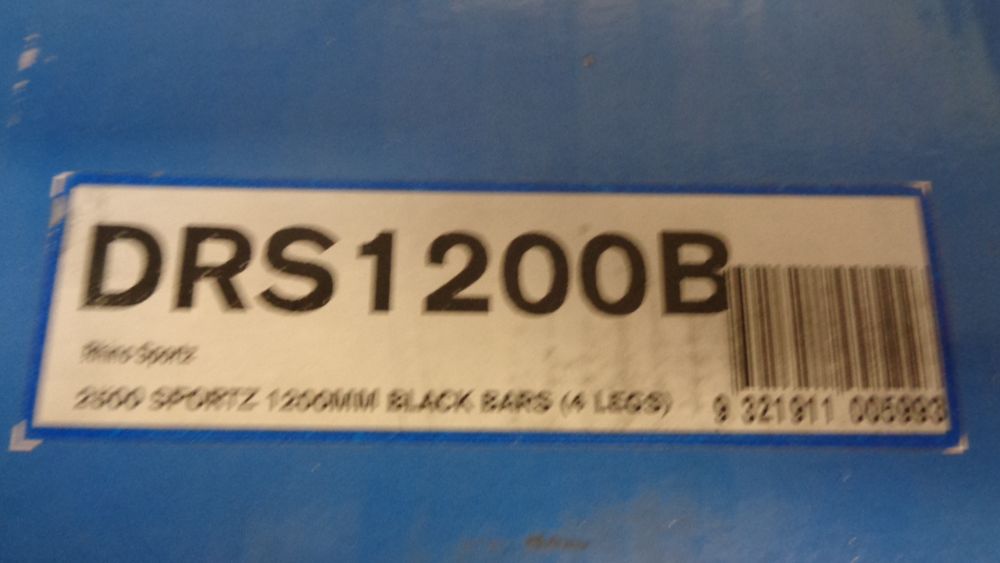 DRS1200B
Rhino Sportz
2500 SPORTZ 1200MM BLACK BARS (4 LEGS)
9 321911 005993